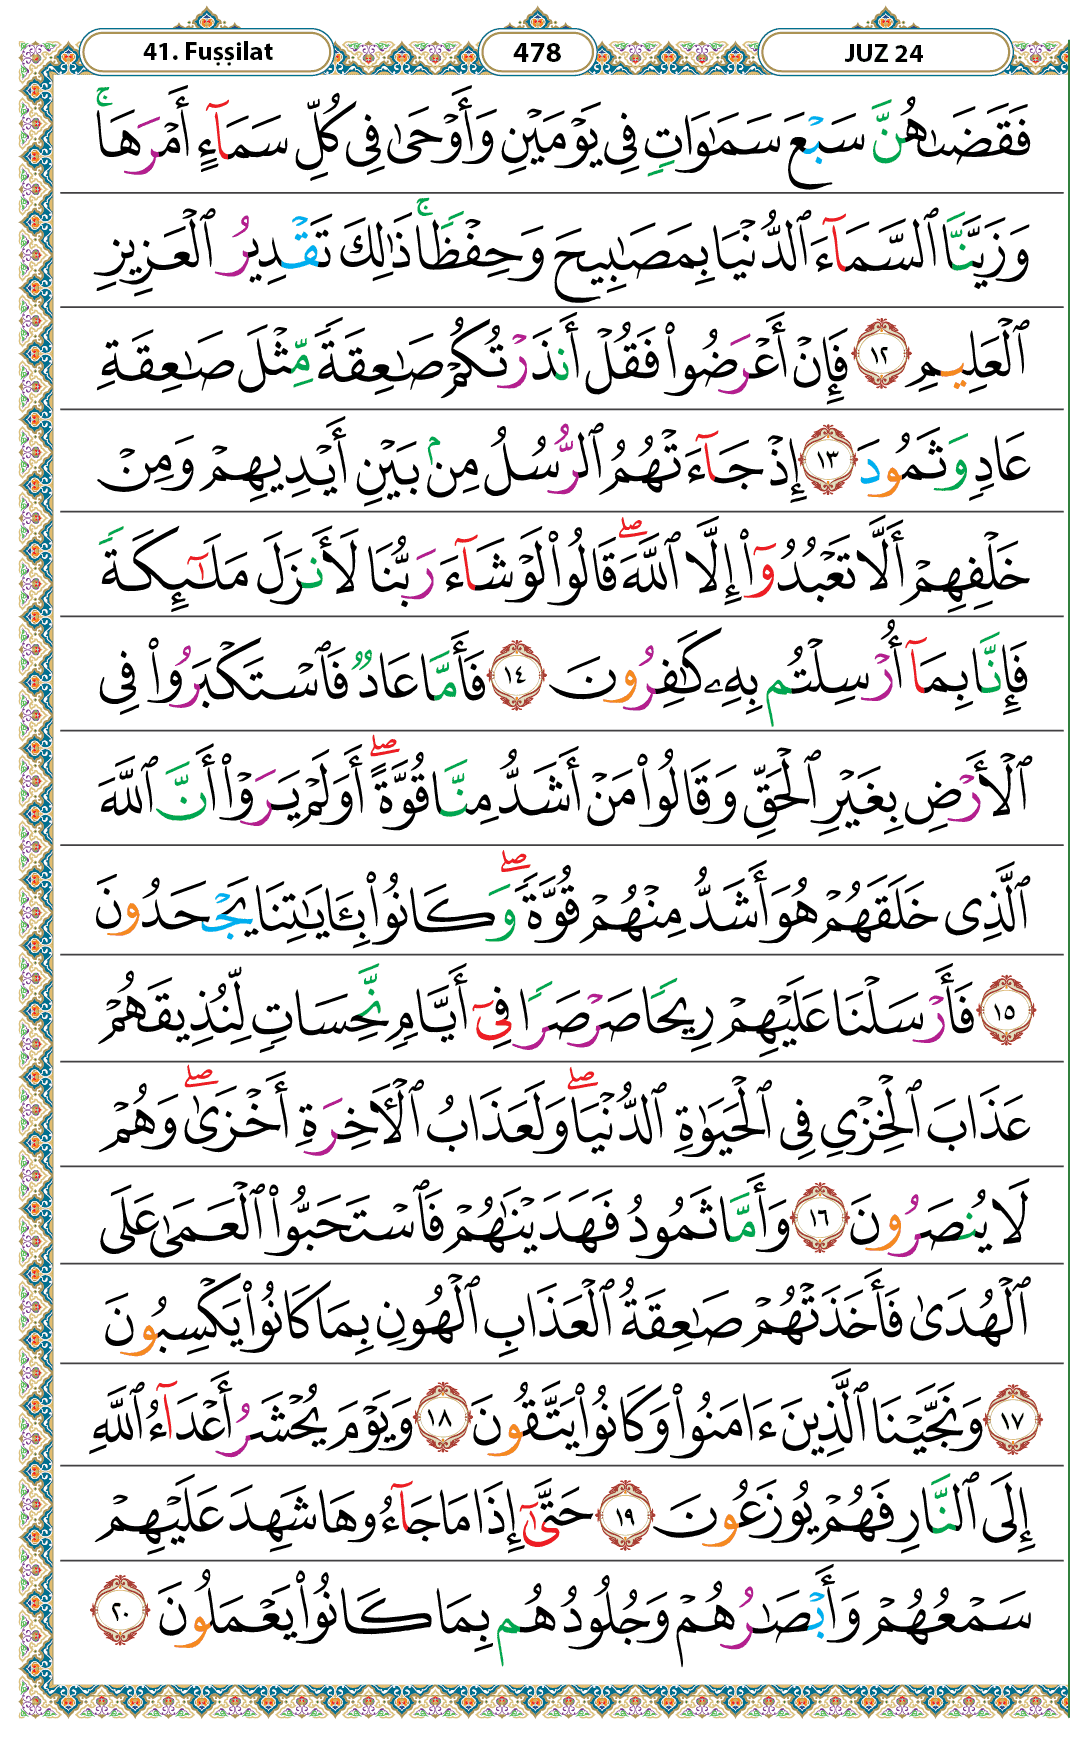 41. Fuṣṣilat 478 JUZ 24
فَقَضَىٰهُنَّ سَبْعَ سَمَـٰوَاتٍ فِى يَوْمَيْنِ وَأَوْحَىٰ فِى كُلِّ سَمَآءٍ أَمْرَهَا ۚ
وَزَيَّنَّا ٱلسَّمَآءَ ٱلدُّنْيَا بِمَصَـٰبِيحَ وَحِفْظًا ۚ ذَٰلِكَ تَقْدِيرُ ٱلْعَزِيزِ
ٱلْعَلِيمِ ١٢ فَإِنْ أَعْرَضُوا۟ فَقُلْ أَنذَرْتُكُمْ صَـٰعِقَةً مِّثْلَ صَـٰعِقَةِ
عَادٍ وَثَمُودَ ١٣ إِذْ جَآءَتْهُمُ ٱلرُّسُلُ مِنۢ بَيْنِ أَيْدِيهِمْ وَمِنْ
خَلْفِهِمْ أَلَّا تَعْبُدُوٓا۟ إِلَّا ٱللَّهَ ۖ قَالُوا۟ لَوْ شَآءَ رَبُّنَا لَأَنزَلَ مَلَـٰٓئِكَةً
فَإِنَّا بِمَآ أُرْسِلْتُم بِهِۦ كَـٰفِرُونَ ١٤ فَأَمَّا عَادٌ فَٱسْتَكْبَرُوا۟ فِى
ٱلْأَرْضِ بِغَيْرِ ٱلْحَقِّ وَقَالُوا۟ مَنْ أَشَدُّ مِنَّا قُوَّةً ۖ أَوَلَمْ يَرَوْا۟ أَنَّ ٱللَّهَ
ٱلَّذِى خَلَقَهُمْ هُوَ أَشَدُّ مِنْهُمْ قُوَّةً ۖ وَكَانُوا۟ بِـَٔايَـٰتِنَا يَجْحَدُونَ
١٥ فَأَرْسَلْنَا عَلَيْهِمْ رِيحًا صَرْصَرًا فِىٓ أَيَّامٍ نَّحِسَاتٍ لِّنُذِيقَهُمْ
عَذَابَ ٱلْخِزْىِ فِى ٱلْحَيَوٰةِ ٱلدُّنْيَا ۖ وَلَعَذَابُ ٱلْـَٔاخِرَةِ أَخْزَىٰ ۖ وَهُمْ
لَا يُنصَرُونَ ١٦ وَأَمَّا ثَمُودُ فَهَدَيْنَـٰهُمْ فَٱسْتَحَبُّوا۟ ٱلْعَمَىٰ عَلَى
ٱلْهُدَىٰ فَأَخَذَتْهُمْ صَـٰعِقَةُ ٱلْعَذَابِ ٱلْهُونِ بِمَا كَانُوا۟ يَكْسِبُونَ
١٧ وَنَجَّيْنَا ٱلَّذِينَ ءَامَنُوا۟ وَكَانُوا۟ يَتَّقُونَ ١٨ وَيَوْمَ يُحْشَرُ أَعْدَآءُ ٱللَّهِ
إِلَى ٱلنَّارِ فَهُمْ يُوزَعُونَ ١٩ حَتَّىٰٓ إِذَا مَا جَآءُوهَا شَهِدَ عَلَيْهِمْ
سَمْعُهُمْ وَأَبْصَـٰرُهُمْ وَجُلُودُهُم بِمَا كَانُوا۟ يَعْمَلُونَ ٢٠